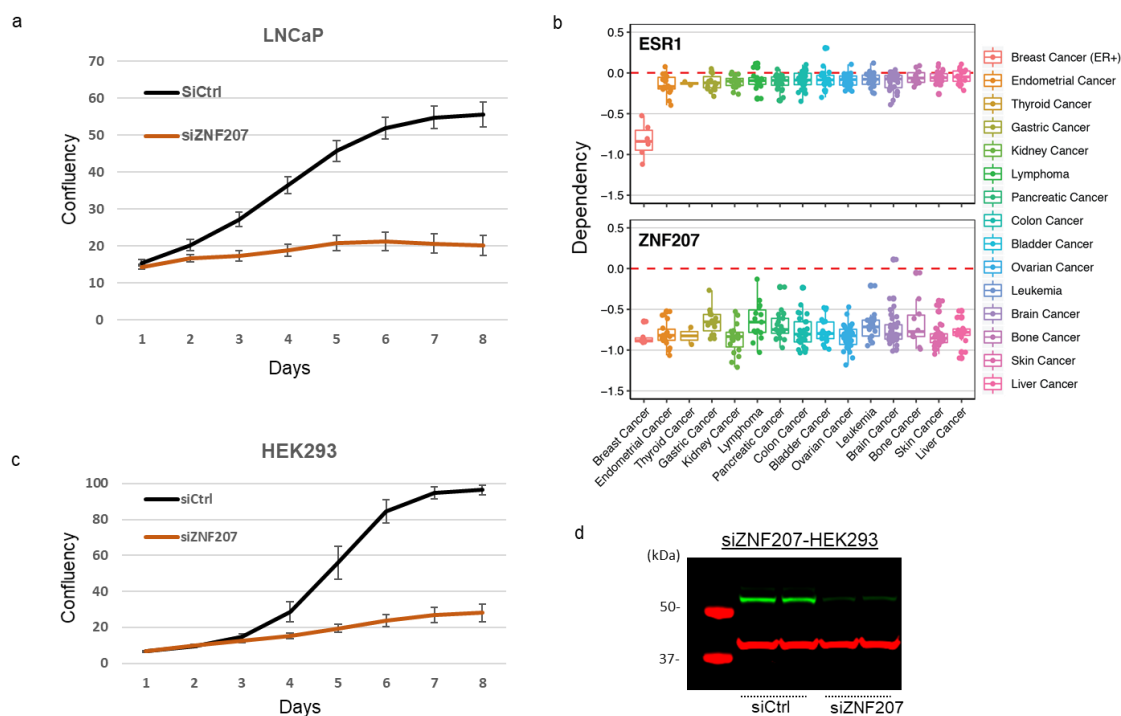 a
LNCaP
70
60
50
40
30
20
10
0
Confluency
SiCtrl
siZNF207
1 2 3 4 5 6 7 8
Days
b
Dependency
ESR1
0.5
0.0
−0.5
−1.0
−1.5
ZNF207
0.5
0.0
−0.5
−1.0
−1.5
Breast Cancer
Endometrial Cancer
Thyroid Cancer
Gastric Cancer
Kidney Cancer
Lymphoma
Pancreatic Cancer
Colon Cancer
Bladder Cancer
Ovarian Cancer
Leukemia
Brain Cancer
Bone Cancer
Skin Cancer
Liver Cancer
Breast Cancer (ER+)
Endometrial Cancer
Thyroid Cancer
Gastric Cancer
Kidney Cancer
Lymphoma
Pancreatic Cancer
Colon Cancer
Bladder Cancer
Ovarian Cancer
Leukemia
Brain Cancer
Bone Cancer
Skin Cancer
Liver Cancer
c
HEK293
100
80
60
40
20
0
Confluency
siCtrl
siZNF207
1 2 3 4 5 6 7 8
Days
d
siZNF207-HEK293
(kDa)
50-
37-
siCtrl siZNF207